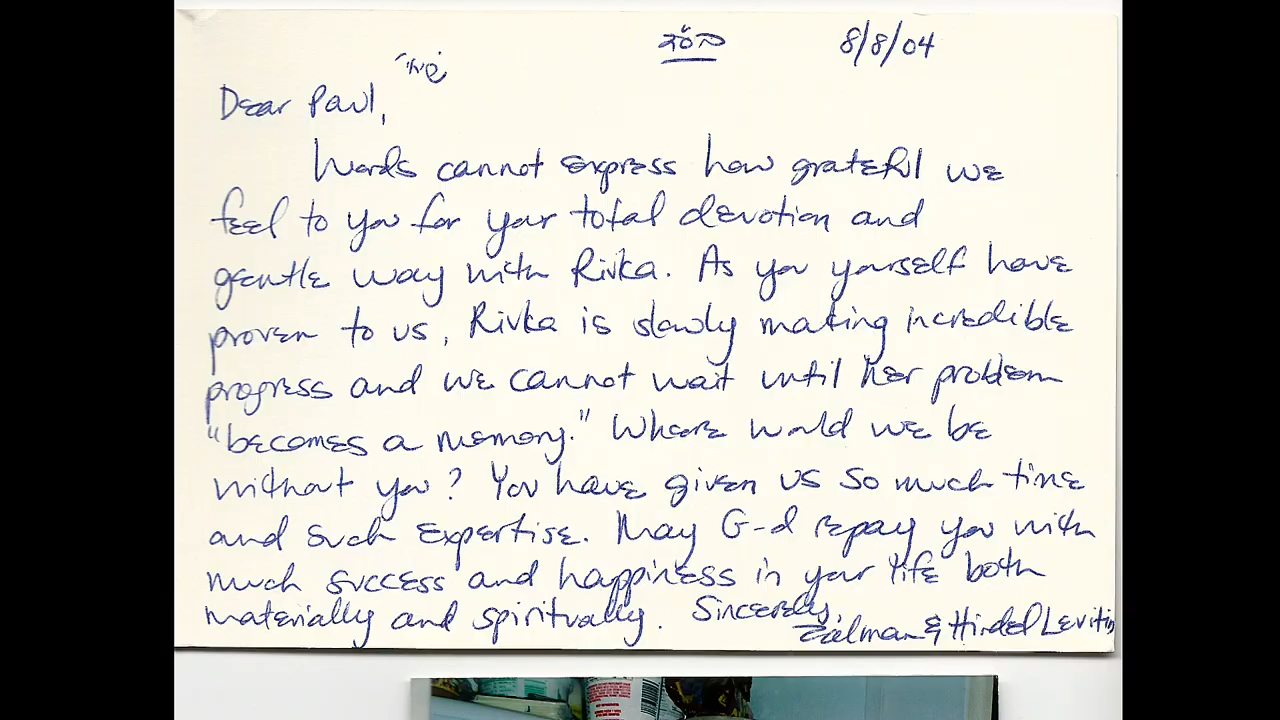 8/8/04
Dear Paul,
Words cannot express how grateful we
feel to you for your total devotion and
gentle way with Rivka. As you yourself have
proven to us, Rivka is slowly making incredible
progress and we cannot wait until her problem
"becomes a memory." Where would we be
without you? You have given us so much time
and such expertise. May G-d repay you with
much success and happiness in your life both
materially and spiritually. Sincerely,
Zalman & Hindel Levitin